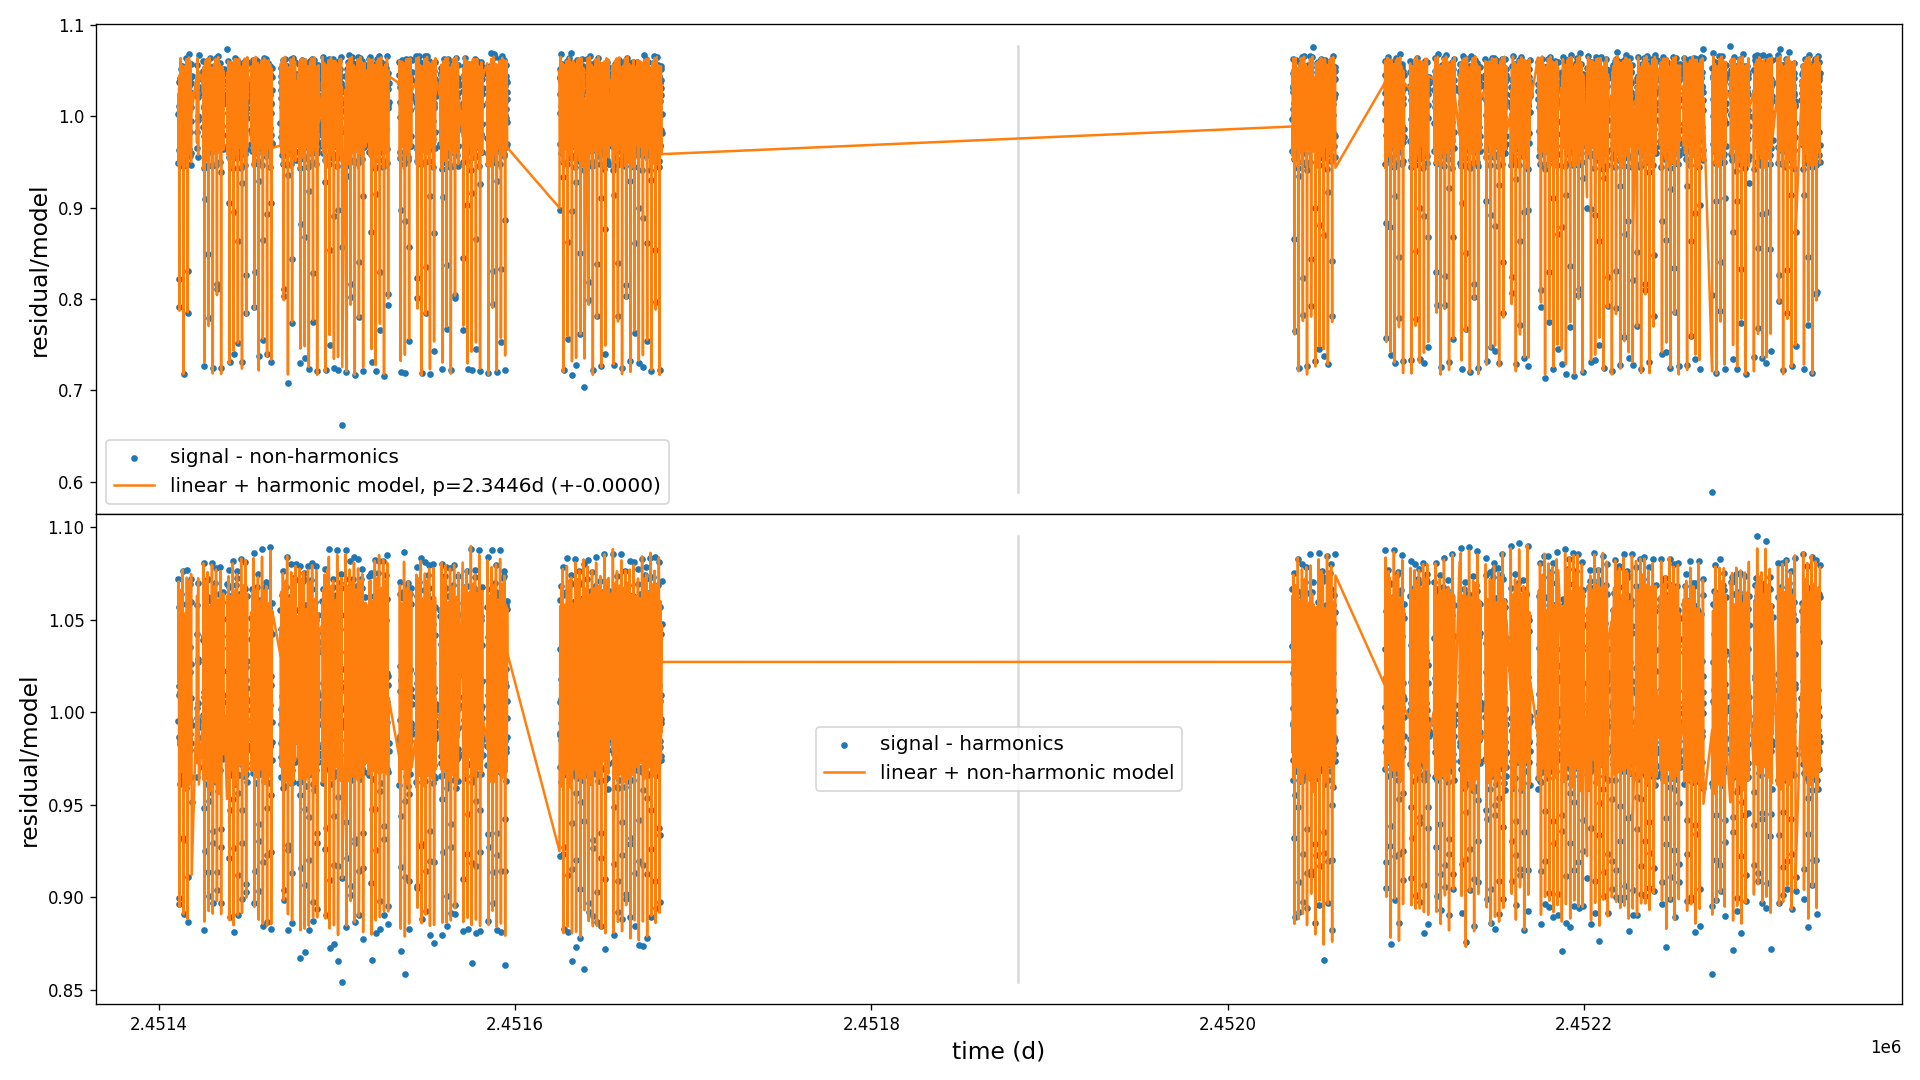 1.1
1.0
0.9
0.8
0.7
0.6
residual/model
signal - non-harmonics
linear + harmonic model, p=2.3446d (+-0.0000)
1.10
1.05
1.00
0.95
0.90
0.85
residual/model
signal - harmonics
linear + non-harmonic model
2.4514
2.4516
2.4518
2.4520
2.4522
time (d)
1e6